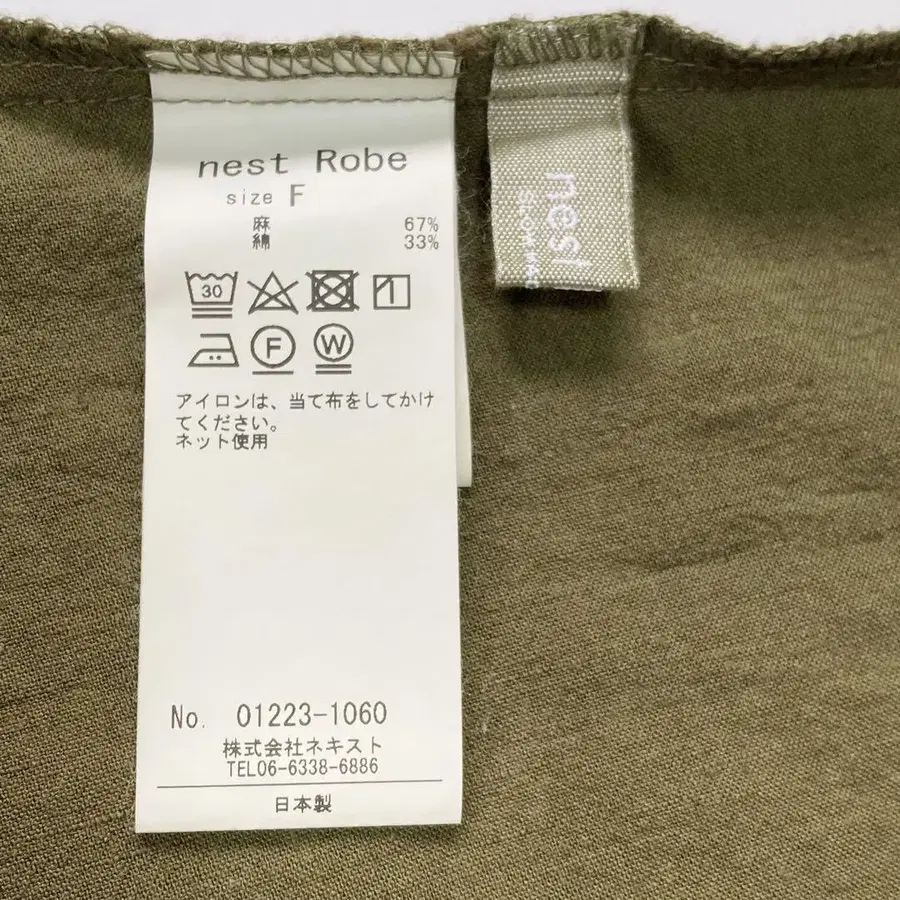 nest Robe
size F
麻 67%
綿 33%
30
F W
アイロンは、当て布をしてかけ
てください。
ネット使用
No. 01223-1060
株式会社ネキスト
TEL06-6338-6886
日本製
nest